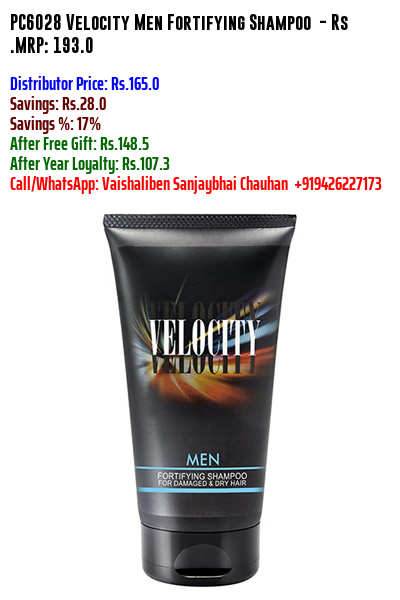 PC6028 Velocity Men Fortifying Shampoo - Rs
.MRP: 193.0
Distributor Price: Rs.165.0
Savings: Rs.28.0
Savings %: 17%
After Free Gift: Rs.148.5
After Year Loyalty: Rs.107.3
Call/WhatsApp: Vaishaliben Sanjaybhai Chauhan +919426227173
VELOCITY
VELOCITY
VELOCITY
MEN
FORTIFYING SHAMPOO
FOR DAMAGED & DRY HAIR